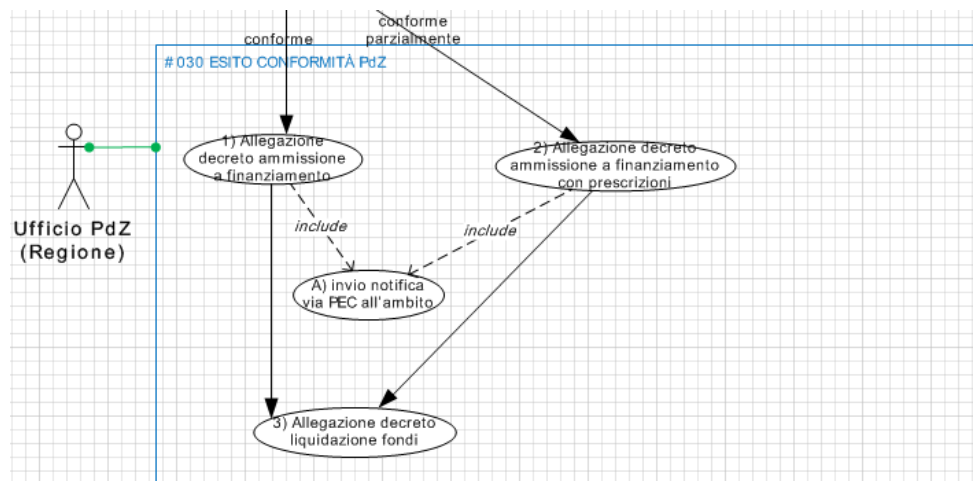 conforme
parzialmente
conforme
# 030 ESITO CONFORMITÀ PdZ
1) Allegazione
decreto ammissione
a finanziamento
2) Allegazione decreto
ammissione a finanziamento
con prescrizioni
Ufficio PdZ
(Regione)
include
include
A) invio notifica
via PEC all'ambito
3) Allegazione decreto
liquidazione fondi